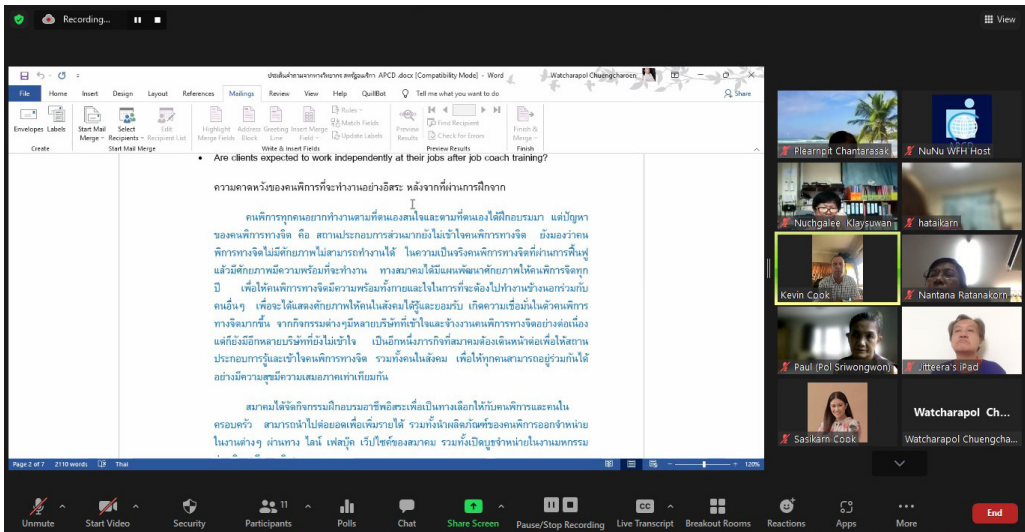 Recording...
View
ประเด็นคำถามจากทางวิทยากร สหรัฐอเมริกา APCD .docx [Compatibility Mode] - Word
Watcharapol Chuengcharoen
File Home Insert Design Layout References Mailings Review View Help QuillBot Tell me what you want to do
Share
Envelopes Labels
Start Mail Merge
Select Recipients
Edit Recipient List
Highlight Merge Fields
Address Block
Greeting Line
Insert Merge Field
Rules
Match Fields
Update Labels
Preview Results
Find Recipient
Check for Errors
Finish & Merge
Create
Start Mail Merge
Write & Insert Fields
Preview Results
Finish
• Are clients expected to work independently at their jobs after job coach training?
ความคาดหวังของคนพิการที่จะทำงานอย่างอิสระ หลังจากที่ผ่านการฝึกจาก
คนพิการทุกคนอยากทำงานตามที่ตนเองสนใจและตามที่ตนเองได้ฝึกอบรมมา แต่ปัญหา
ของคนพิการทางจิต คือ สถานประกอบการส่วนมากยังไม่เข้าใจคนพิการทางจิต ยังมองว่าคน
พิการทางจิตไม่มีศักยภาพไม่สามารถทำงานได้ ในความเป็นจริงคนพิการทางจิตที่ผ่านการฟื้นฟู
แล้วมีศักยภาพมีความพร้อมที่จะทำงาน ทางสมาคมได้มีแผนพัฒนาศักยภาพให้คนพิการจิตทุก
ปี เพื่อให้คนพิการทางจิตมีความพร้อมทั้งกายและใจในการที่จะต้องไปทำงานข้างนอกร่วมกับ
คนอื่นๆ เพื่อจะได้แสดงศักยภาพให้คนในสังคมได้รู้และยอมรับ เกิดความเชื่อมั่นในตัวคนพิการ
ทางจิตมากขึ้น จากกิจกรรมต่างๆมีหลายบริษัทที่เข้าใจและจ้างงานคนพิการทางจิตอย่างต่อเนื่อง
แต่ก็ยังมีอีกหลายบริษัทที่ยังไม่เข้าใจ เป็นอีกหนึ่งภารกิจที่สมาคมต้องเดินหน้าต่อเพื่อให้สถาน
ประกอบการรู้และเข้าใจคนพิการทางจิต รวมทั้งคนในสังคม เพื่อให้ทุกคนสามารถอยู่ร่วมกันได้
อย่างมีความสุขมีความเสมอภาคเท่าเทียมกัน
สมาคมได้จัดกิจกรรมฝึกอบรมอาชีพอิสระเพื่อเป็นทางเลือกให้กับคนพิการและคนใน
ครอบครัว สามารถนำไปต่อยอดเพื่อเพิ่มรายได้ รวมทั้งนำผลิตภัณฑ์ของคนพิการออกจำหน่าย
ในงานต่างๆ ผ่านทาง ไลน์ เฟสบุ๊ค เว็ปไซค์ของสมาคม รวมทั้งเปิดบูชจำหน่ายในงานมหกรรม
Page 2 of 7 2110 words Thai
120%
Plearnpit Chantarasak
NuNu WFH Host
Nuchgalee Klaysuwan
hataikarn
Kevin Cook
Nantana Ratanakorn
Paul (Pol Sriwongwon)
Jitteera's iPad
Sasikarn Cook
Watcharapol Ch...
Watcharapol Chuengcha...
Unmute
Start Video
Security
Participants 11
Polls
Chat
Share Screen
Pause/Stop Recording
CC Live Transcript
Breakout Rooms
Reactions
Apps
More
End